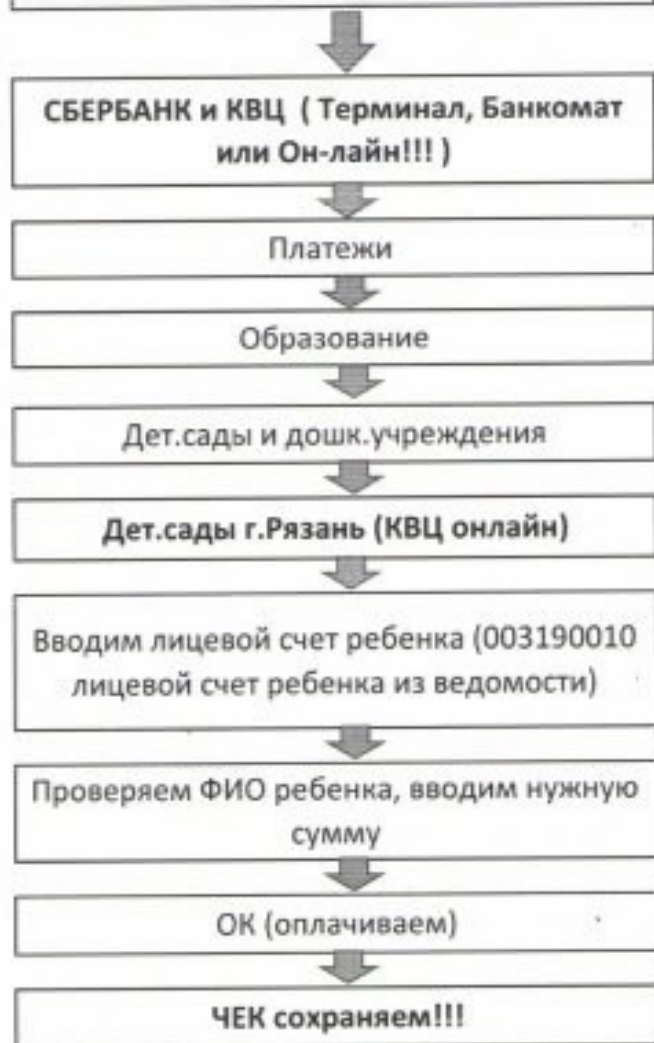 СБЕРБАНК и КВЦ ( Терминал, Банкомат
или Он-лайн!!! )
Платежи
Образование
Дет.сады и дошк.учреждения
Дет.сады г.Рязань (КВЦ онлайн)
Вводим лицевой счет ребенка (003190010
лицевой счет ребенка из ведомости)
Проверяем ФИО ребенка, вводим нужную
сумму
ОК (оплачиваем)
ЧЕК сохраняем!!!